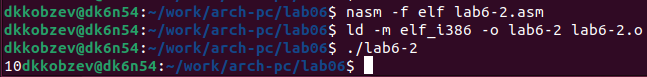 dkkobzev@dk6n54:~/work/arch-pc/lab06$ nasm -f elf lab6-2.asm
dkkobzev@dk6n54:~/work/arch-pc/lab06$ ld -m elf_i386 -o lab6-2 lab6-2.o
dkkobzev@dk6n54:~/work/arch-pc/lab06$ ./lab6-2
10dkkobzev@dk6n54:~/work/arch-pc/lab06$